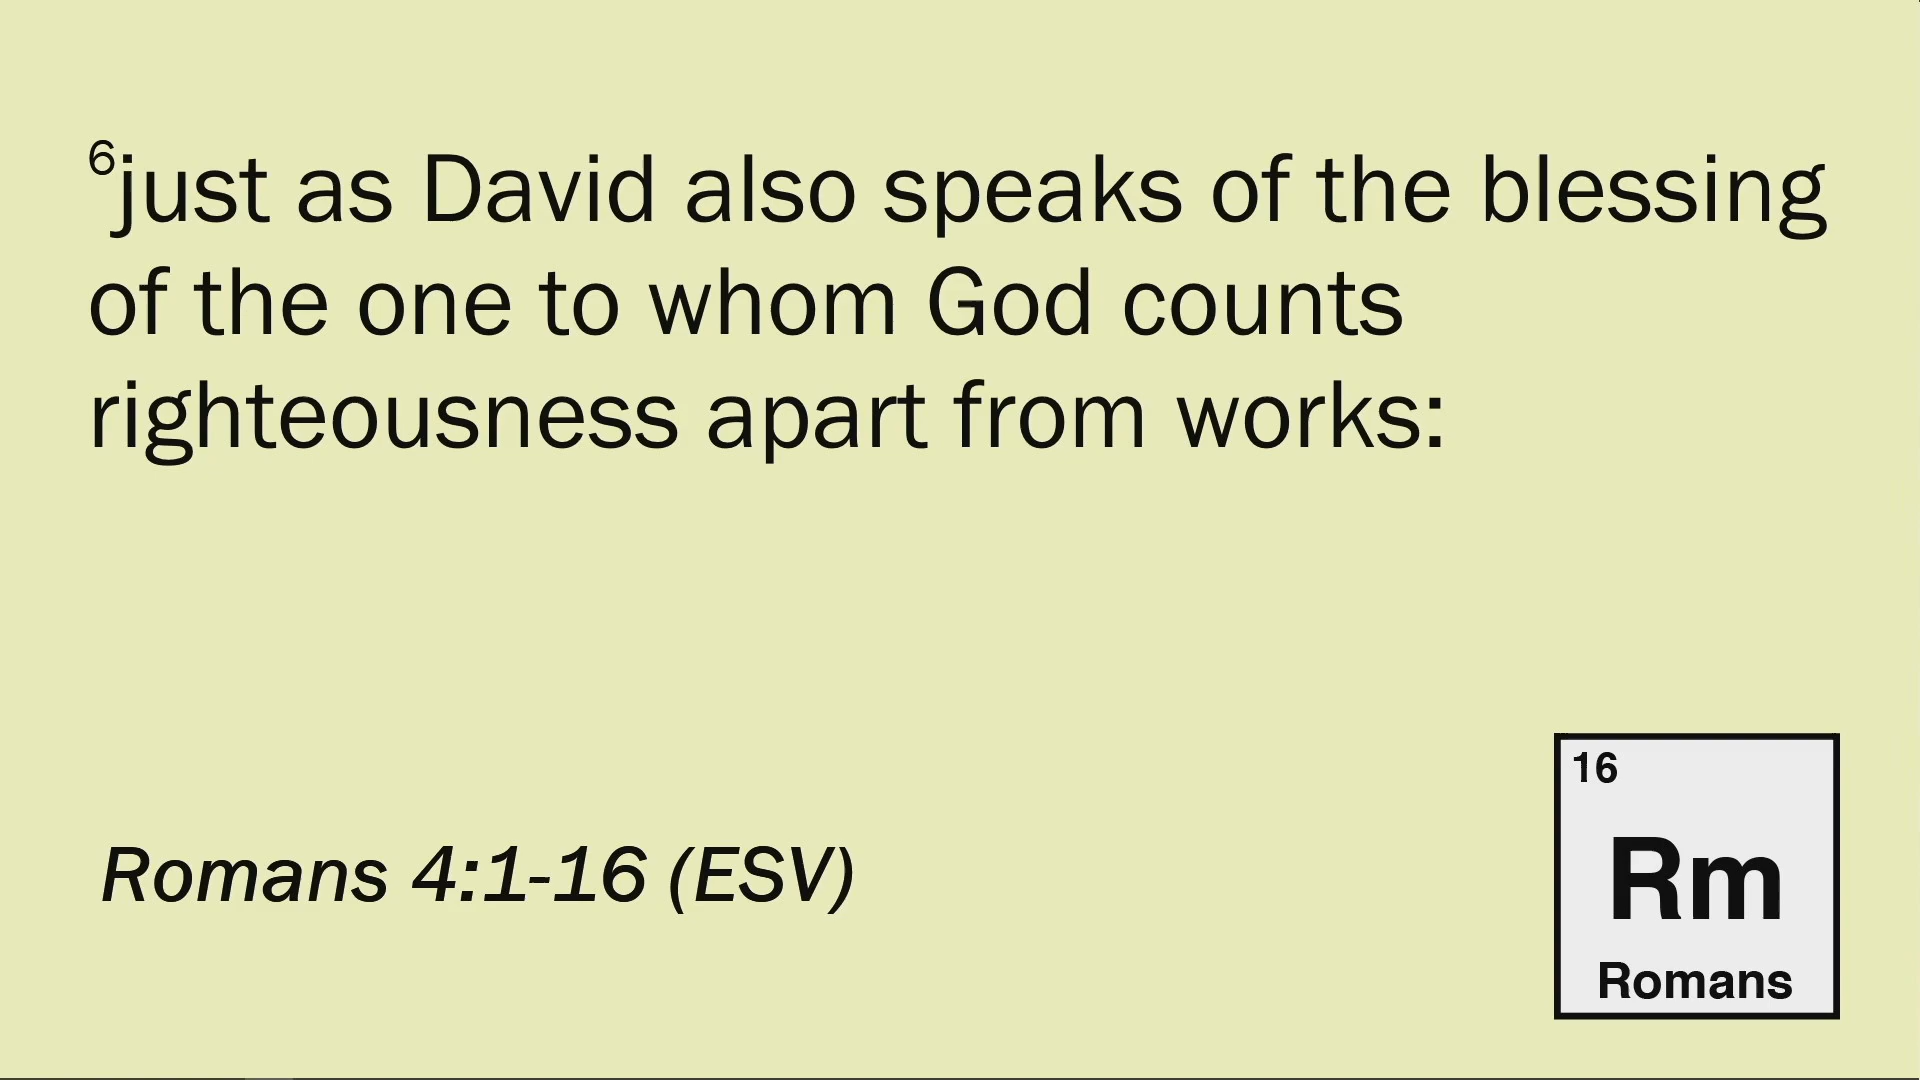 6just as David also speaks of the blessing
of the one to whom God counts
righteousness apart from works:
Romans 4:1-16 (ESV)
16
Rm
Romans